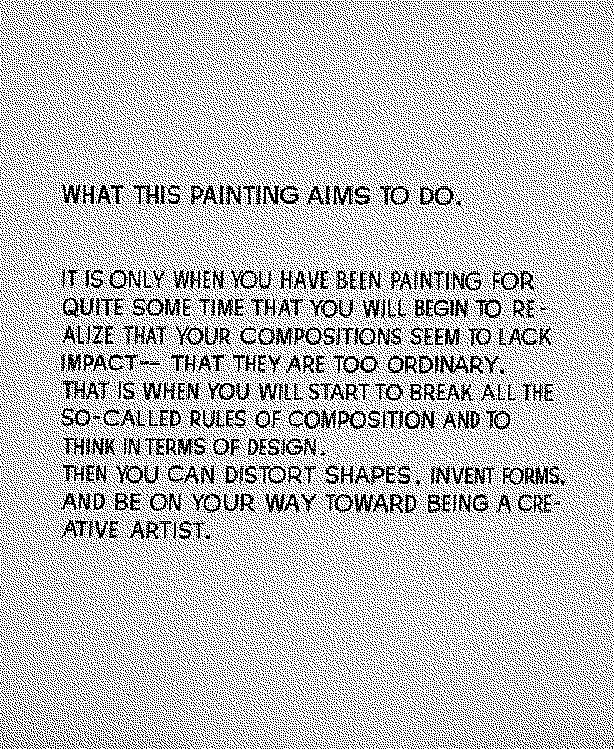 WHAT THIS PAINTING AIMS TO DO.
IT IS ONLY WHEN YOU HAVE BEEN PAINTING FOR
QUITE SOME TIME THAT YOU WILL BEGIN TO RE-
ALIZE THAT YOUR COMPOSITIONS SEEM TO LACK
IMPACT— THAT THEY ARE TOO ORDINARY.
THAT IS WHEN YOU WILL START TO BREAK ALL THE
SO-CALLED RULES OF COMPOSITION AND TO
THINK IN TERMS OF DESIGN.
THEN YOU CAN DISTORT SHAPES, INVENT FORMS,
AND BE ON YOUR WAY TOWARD BEING A CRE-
ATIVE ARTIST.